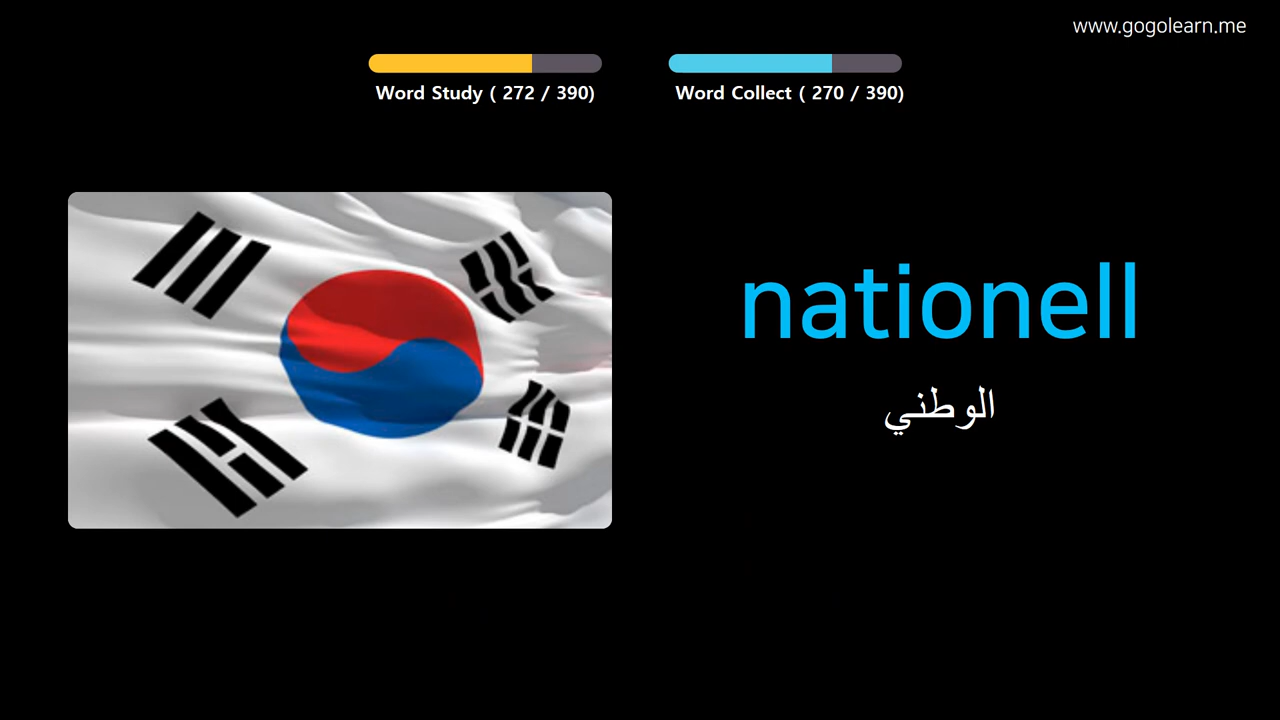 www.gogolearn.me
Word Study ( 272 / 390)
Word Collect ( 270 / 390)
nationell
الوطني